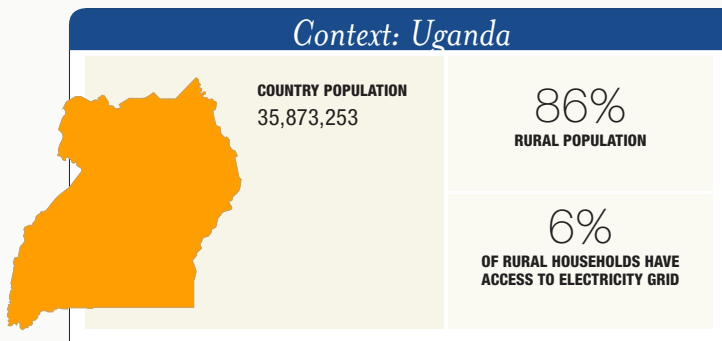 Context: Uganda
COUNTRY POPULATION
35,873,253
86%
RURAL POPULATION
6%
OF RURAL HOUSEHOLDS HAVE
ACCESS TO ELECTRICITY GRID